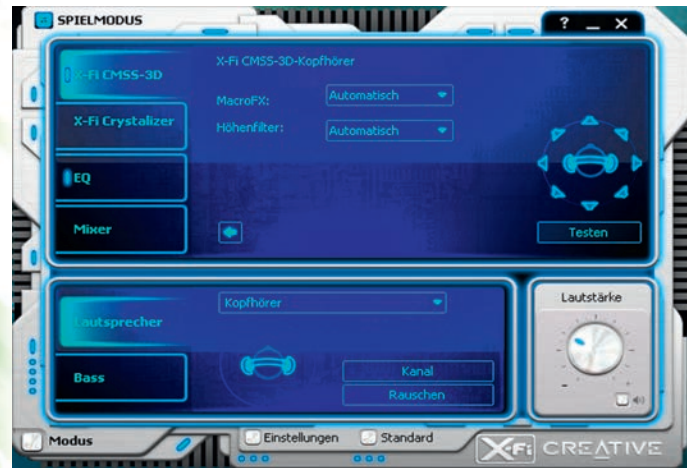 SPIELMODUS
? _ X
X-Fi CMSS-3D
X-Fi CMSS-3D-Kopfhörer
MacroFX: Automatisch
X-Fi Crystalizer
Höhenfilter: Automatisch
EQ
Mixer
Testen
Lautsprecher
Kopfhörer
Lautstärke
Bass
Kanal
Rauschen
- +
Modus
Einstellungen
Standard
X-Fi CREATIVE